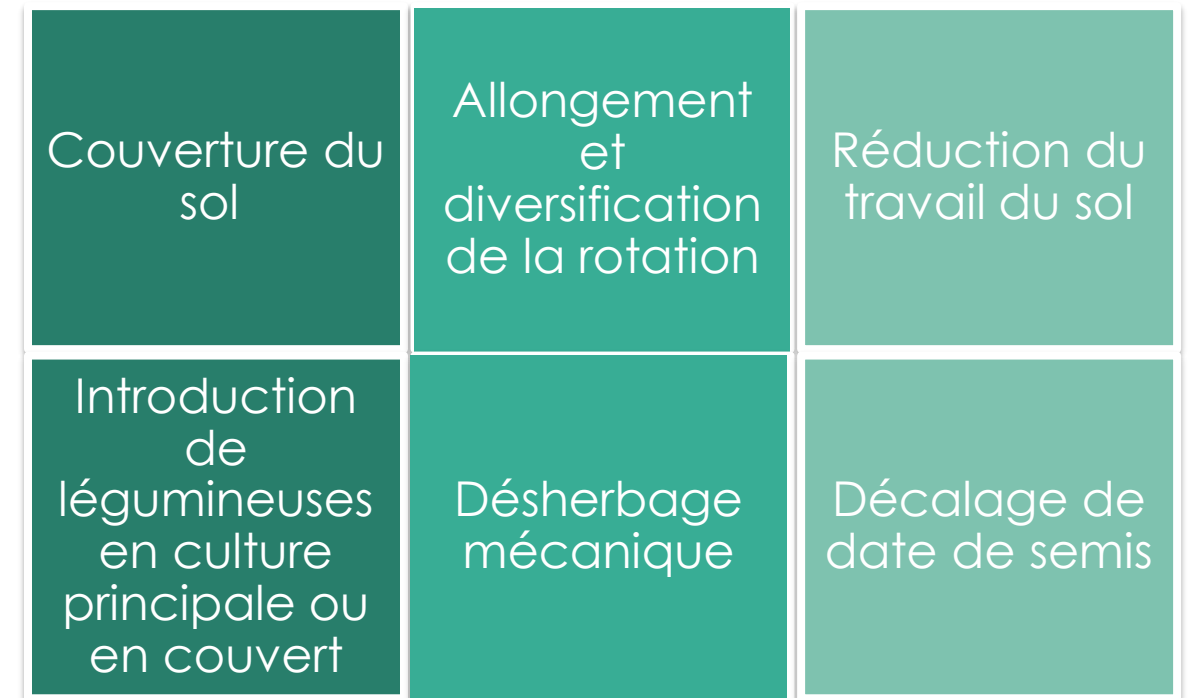 Couverture du
sol
Allongement
et
diversification
de la rotation
Réduction du
travail du sol
Introduction
de
légumineuses
en culture
principale ou
en couvert
Désherbage
mécanique
Décalage de
date de semis